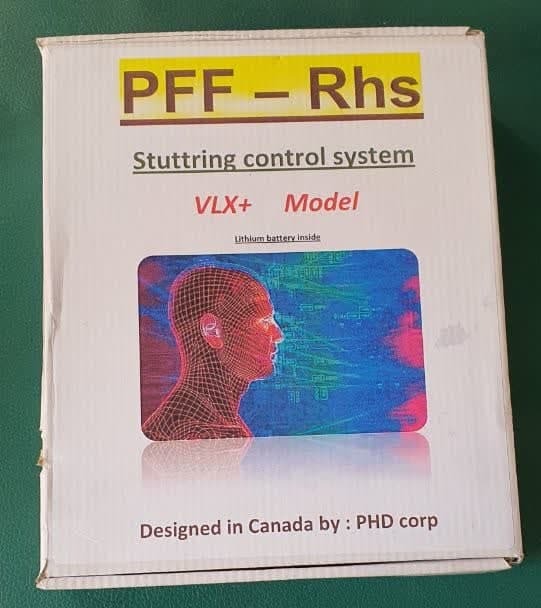 PFF – Rhs
Stuttring control system
VLX+ Model
Lithium battery inside
Designed in Canada by : PHD corp